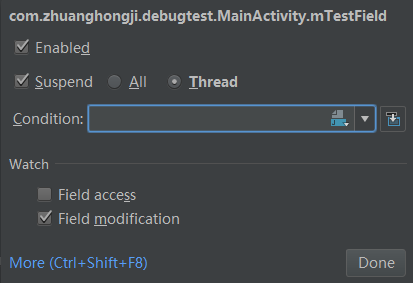 com.zhuanghongji.debugtest.MainActivity.mTestField
Enabled
Suspend All Thread
Condition:
Watch
Field access
Field modification
More (Ctrl+Shift+F8) Done